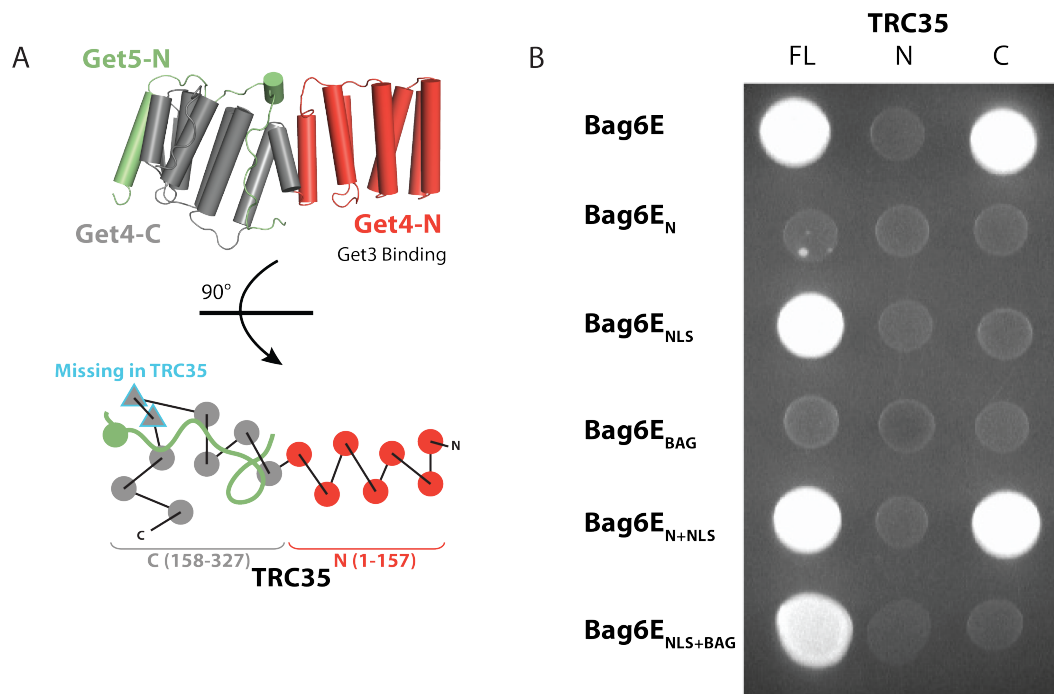 A
Get5-N
Get4-C
Get4-N
Get3 Binding
90°
Missing in TRC35
N
C
C (158-327)
N (1-157)
TRC35
B
TRC35
FL N C
Bag6E
Bag6EN
Bag6ENLS
Bag6EBAG
Bag6EN+NLS
Bag6ENLS+BAG